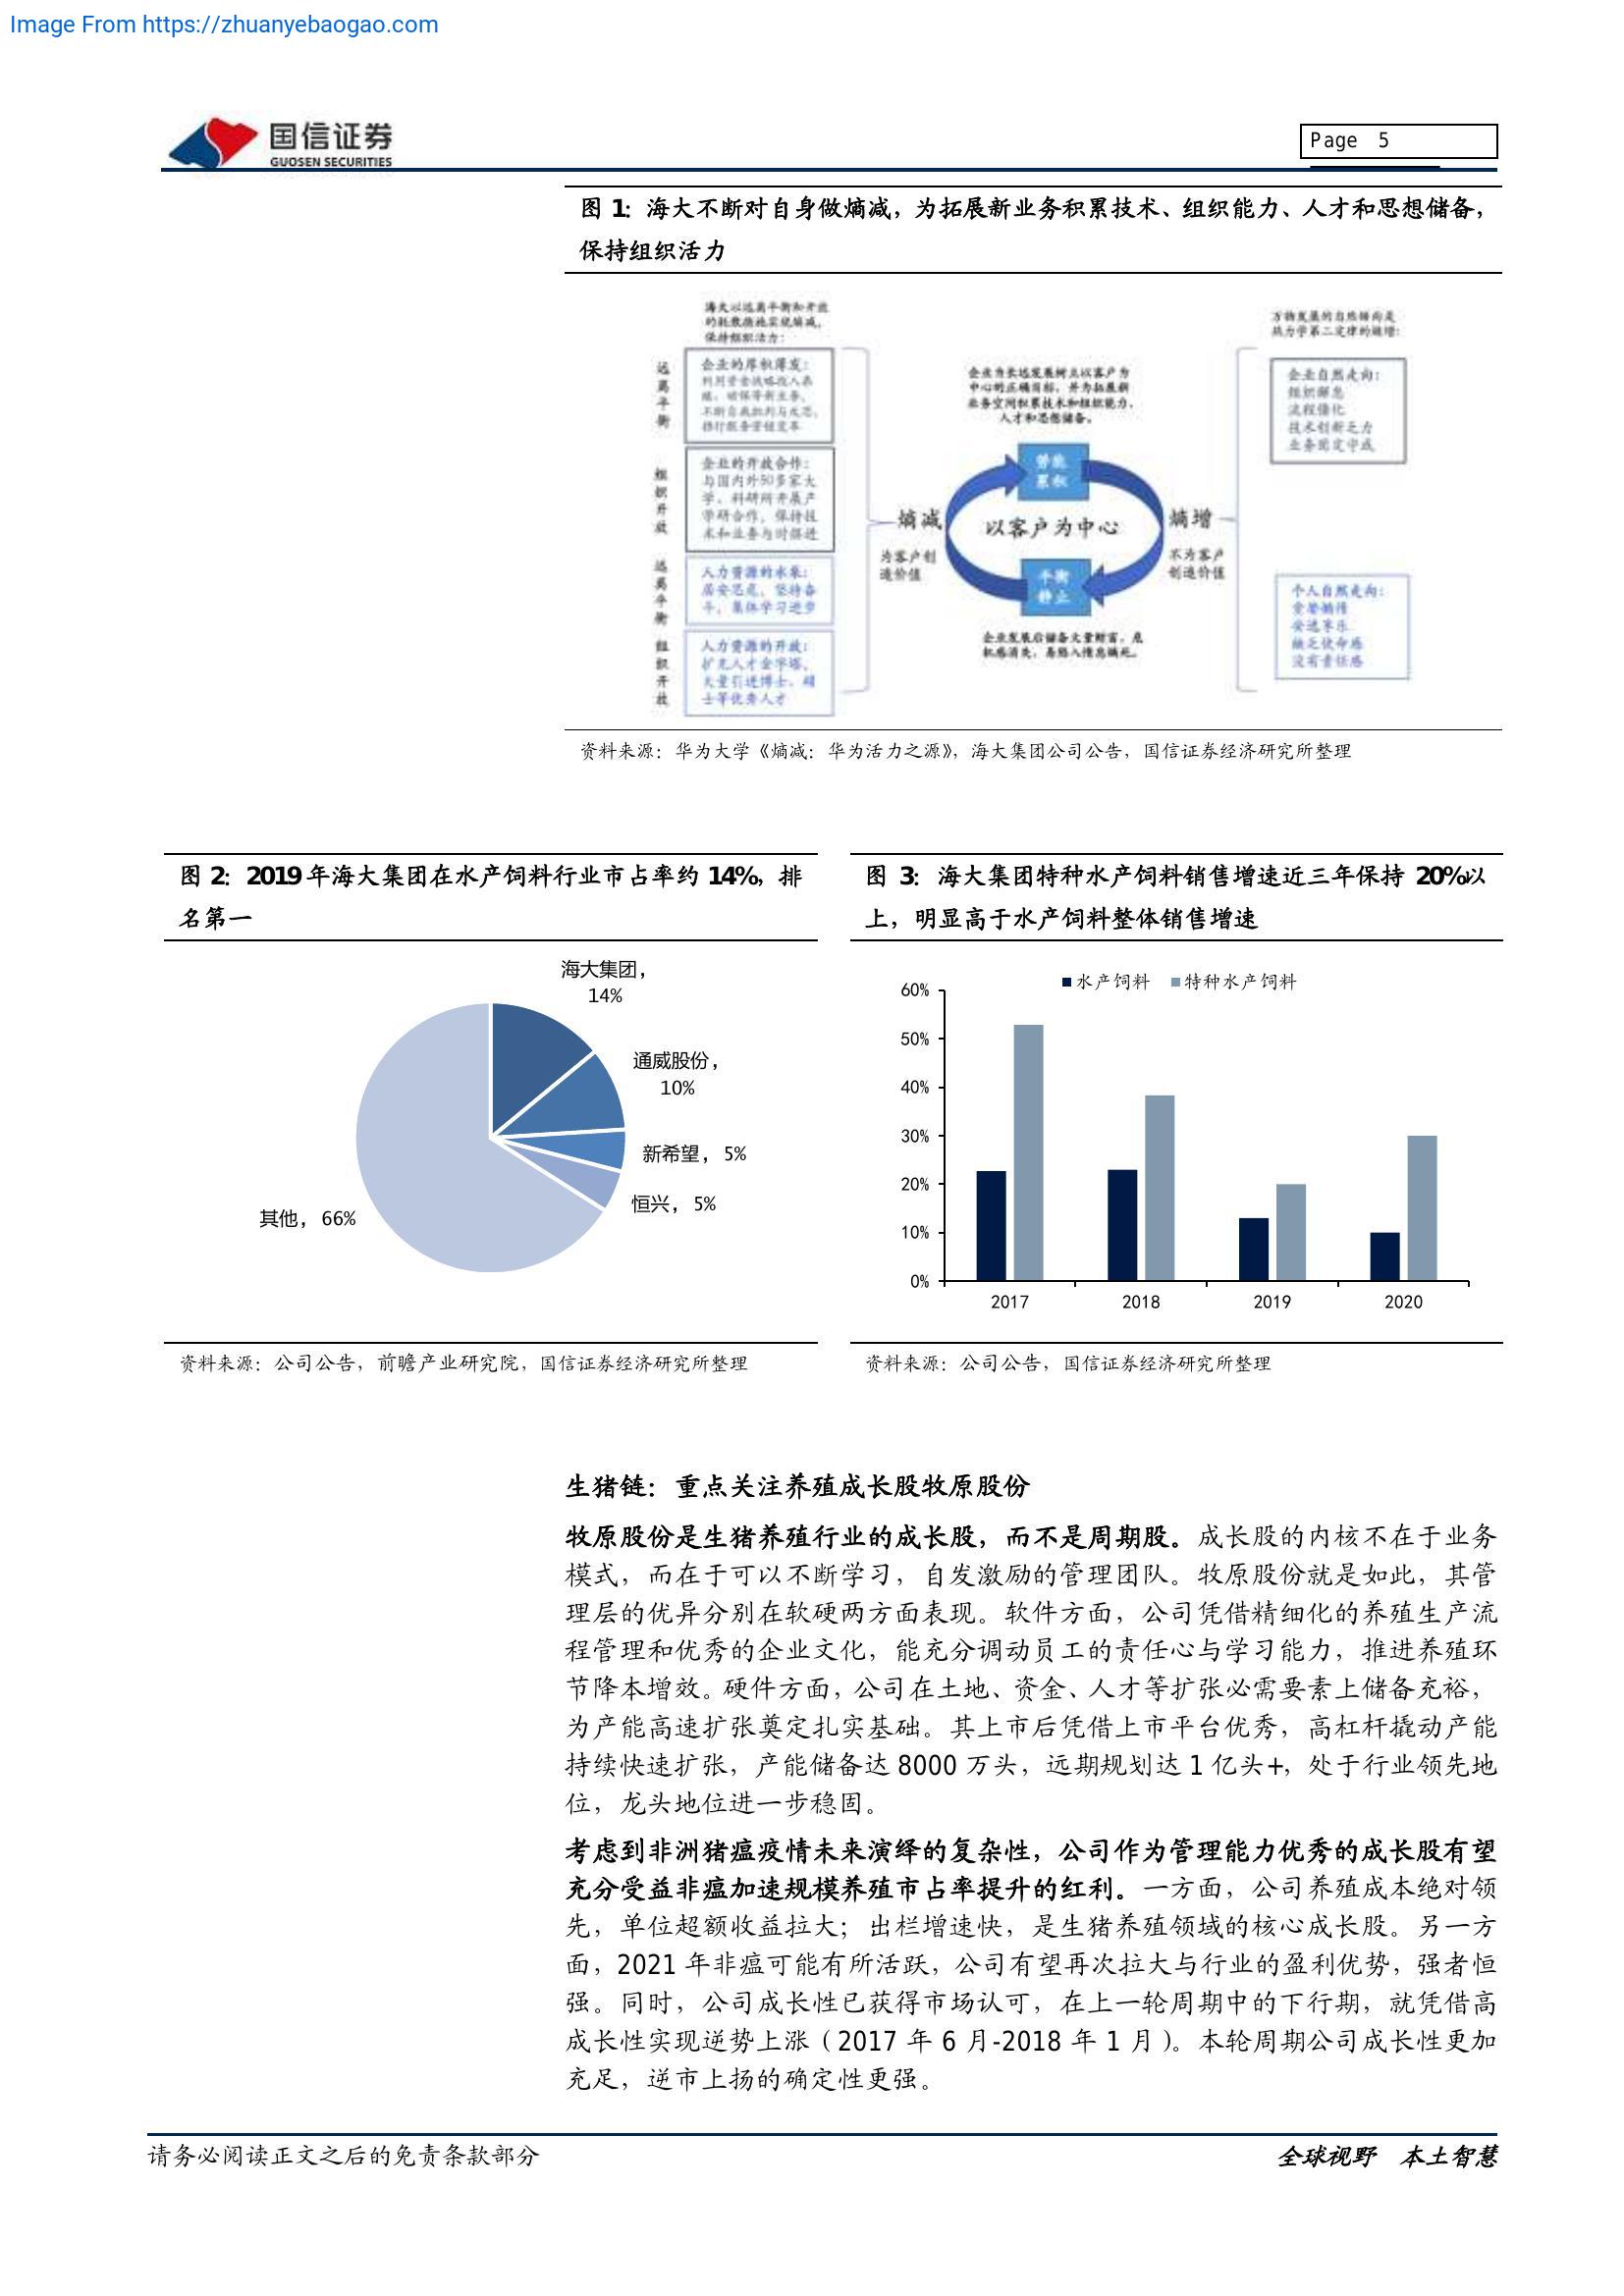 Image From https://zhuanyebaogao.com
国信证券
GUOSEN SECURITIES
Page 5
图 1：海大不断对自身做熵减，为拓展新业务积累技术、组织能力、人才和思想储备，
保持组织活力
海大以远离平衡和开放
的耗散措施实现熵减，
保持组织活力：
远离平衡
企业的厚积薄发：
不断自我批判与反思，
组织开放
企业的开放合作：
与国内外50多家大
学、科研所开展产
学研合作，保持技
术和业务与时俱进
远离平衡
人力资源的水泵：
居安思危，坚持奋
斗，集体学习进步
组织开放
人力资源的开放：
扩充人才金字塔，
大量引进博士、硕
士等优秀人才
熵减
为客户创
造价值
企业为长远发展树立以客户为
中心的正确目标，并为拓展新
业务空间积累技术和组织能力、
人才和思想储备。
势能
累积
以客户为中心
平衡
静止
企业发展后储备大量财富，危
机感消失，易陷入惰怠熵死。
熵增
不为客户
创造价值
万物发展的自然倾向是
热力学第二定律的熵增：
企业自然走向：
组织懈怠
流程僵化
技术创新乏力
业务固定守成
个人自然走向：
贪婪懒惰
安逸享乐
缺乏使命感
没有责任感
资料来源：华为大学《熵减：华为活力之源》，海大集团公司公告，国信证券经济研究所整理
图 2：2019 年海大集团在水产饲料行业市占率约 14%，排
名第一
海大集团，
14%
通威股份，
10%
新希望， 5%
恒兴， 5%
其他， 66%
资料来源：公司公告，前瞻产业研究院，国信证券经济研究所整理
图 3：海大集团特种水产饲料销售增速近三年保持 20%以
上，明显高于水产饲料整体销售增速
水产饲料 特种水产饲料
60%
50%
40%
30%
20%
10%
0%
2017 2018 2019 2020
资料来源：公司公告，国信证券经济研究所整理
生猪链：重点关注养殖成长股牧原股份
牧原股份是生猪养殖行业的成长股，而不是周期股。成长股的内核不在于业务
模式，而在于可以不断学习，自发激励的管理团队。牧原股份就是如此，其管
理层的优异分别在软硬两方面表现。软件方面，公司凭借精细化的养殖生产流
程管理和优秀的企业文化，能充分调动员工的责任心与学习能力，推进养殖环
节降本增效。硬件方面，公司在土地、资金、人才等扩张必需要素上储备充裕，
为产能高速扩张奠定扎实基础。其上市后凭借上市平台优秀，高杠杆撬动产能
持续快速扩张，产能储备达 8000 万头，远期规划达 1 亿头+，处于行业领先地
位，龙头地位进一步稳固。
考虑到非洲猪瘟疫情未来演绎的复杂性，公司作为管理能力优秀的成长股有望
充分受益非瘟加速规模养殖市占率提升的红利。一方面，公司养殖成本绝对领
先，单位超额收益拉大；出栏增速快，是生猪养殖领域的核心成长股。另一方
面，2021 年非瘟可能有所活跃，公司有望再次拉大与行业的盈利优势，强者恒
强。同时，公司成长性已获得市场认可，在上一轮周期中的下行期，就凭借高
成长性实现逆势上涨（2017 年 6 月-2018 年 1 月）。本轮周期公司成长性更加
充足，逆市上扬的确定性更强。
请务必阅读正文之后的免责条款部分
全球视野 本土智慧